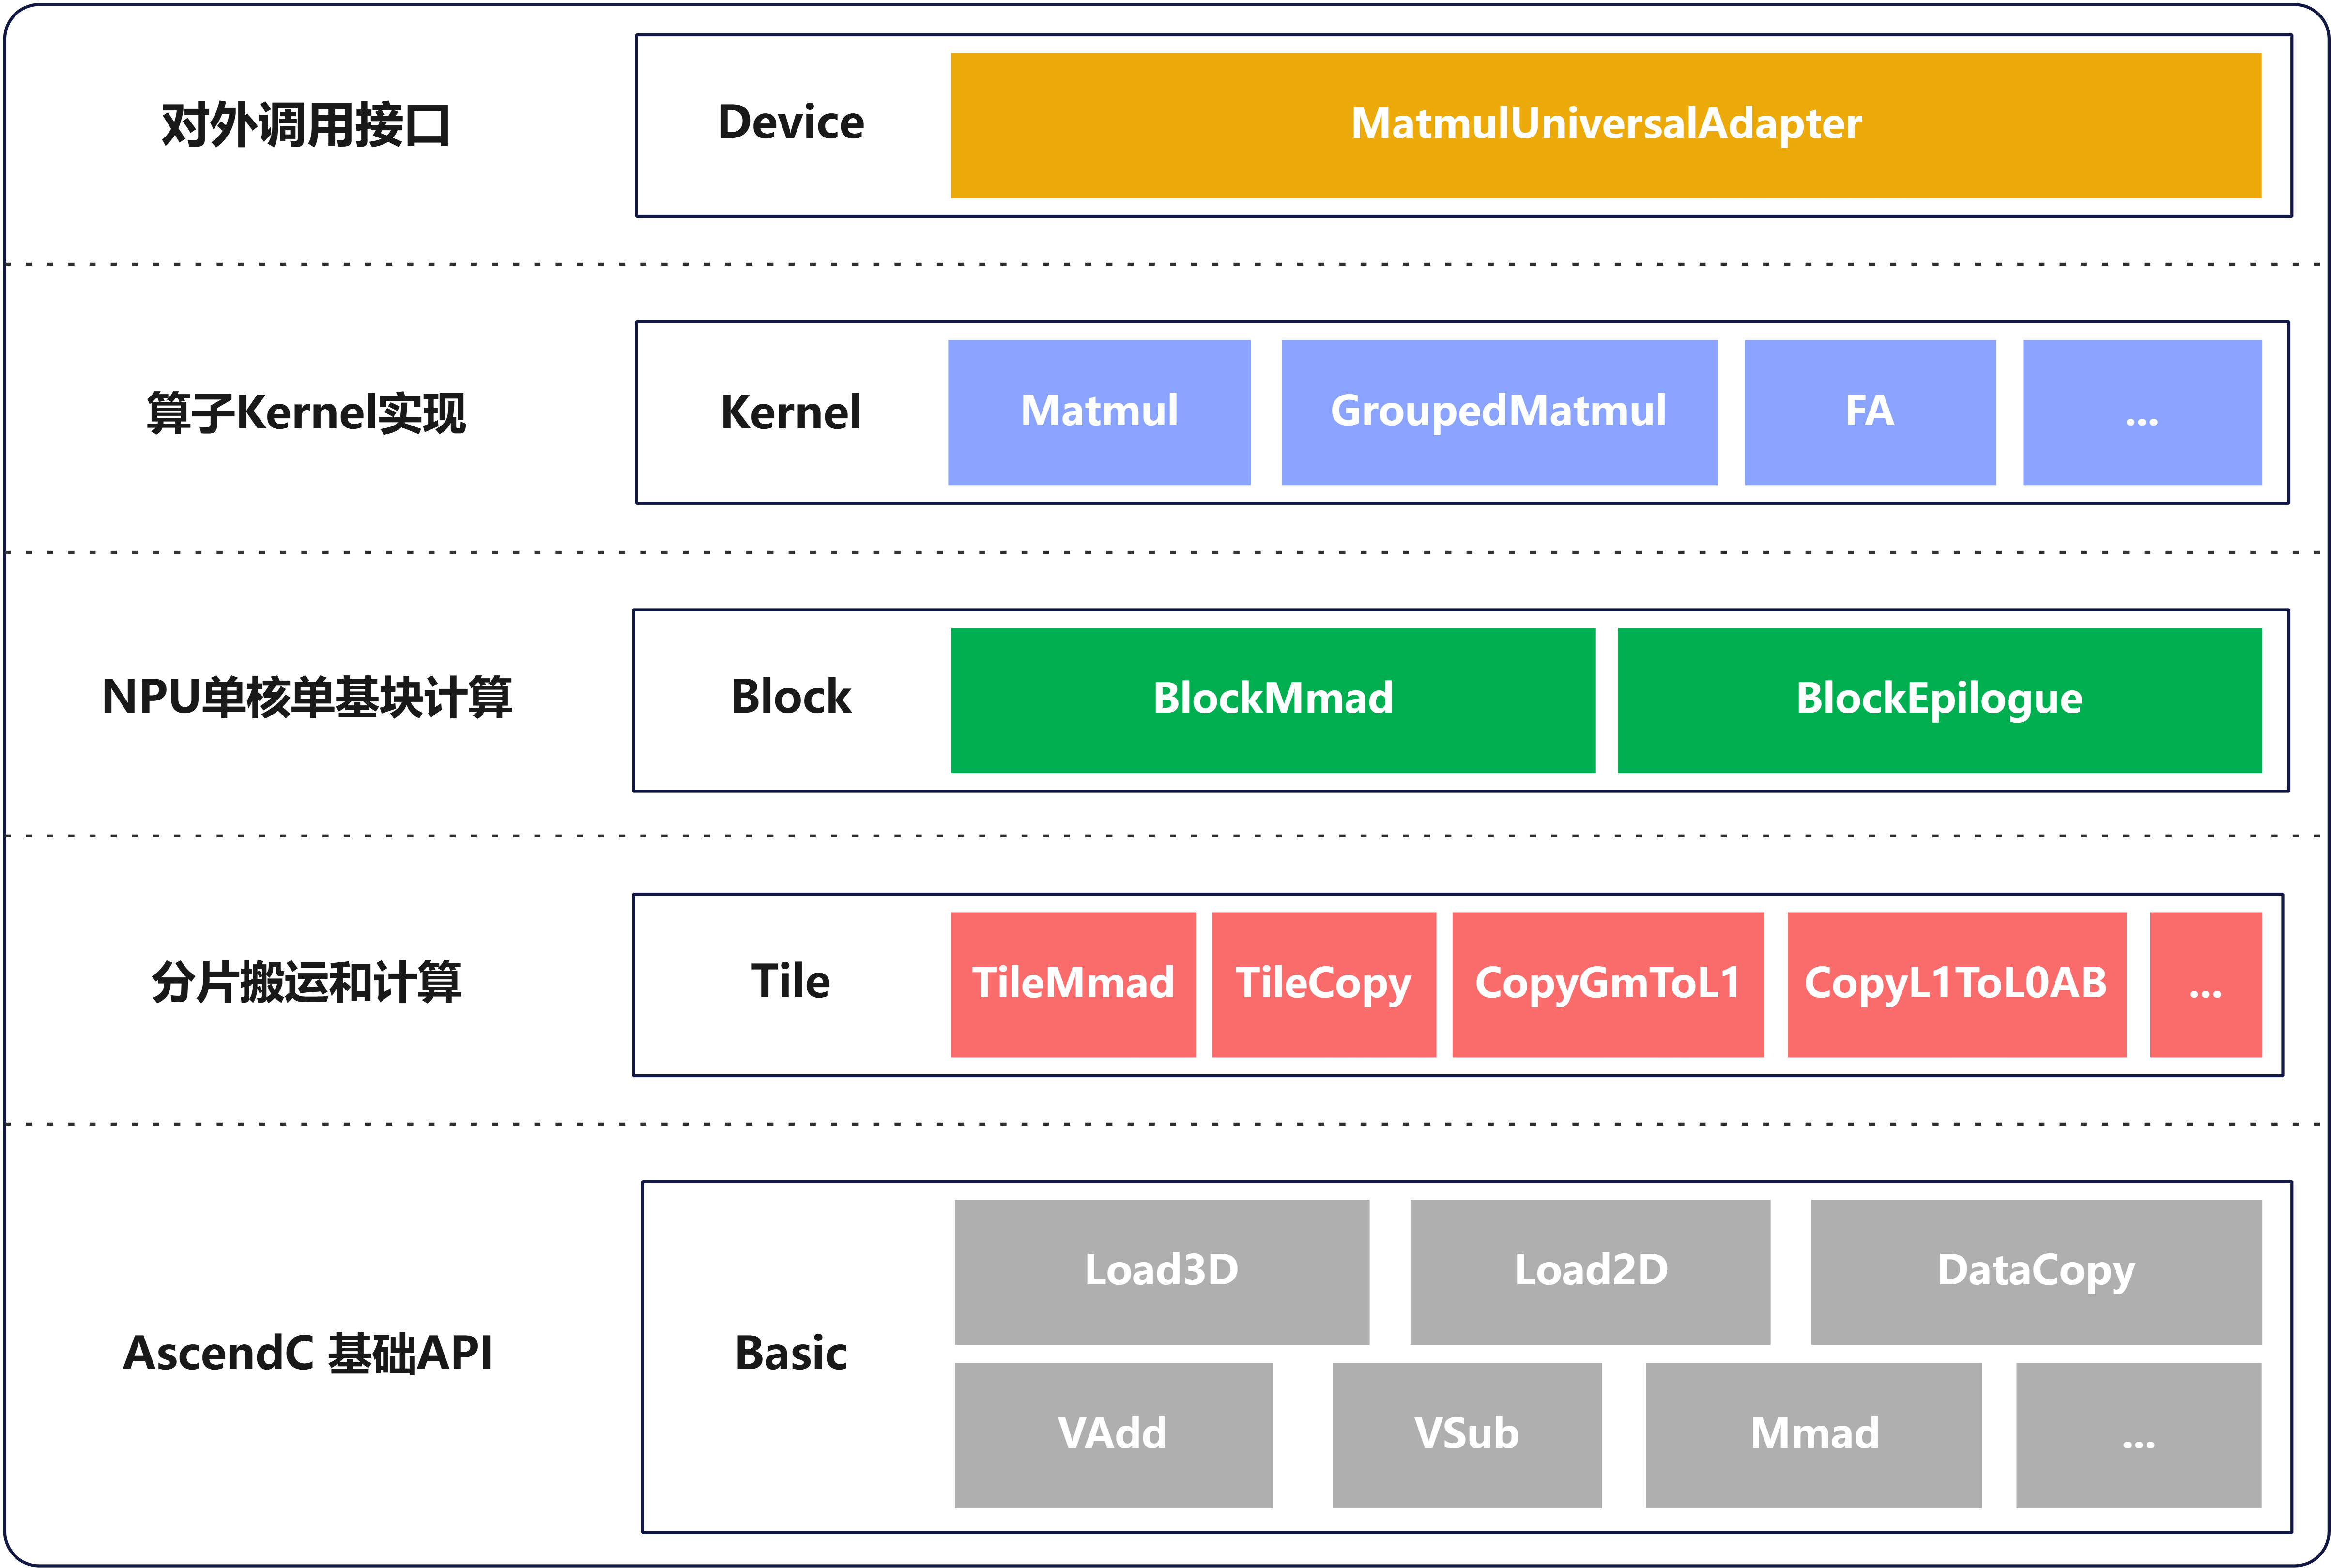 对外调用接口
Device
MatmulUniversalAdapter
算子Kernel实现
Kernel
Matmul
GroupedMatmul
FA
...
NPU单核单基块计算
Block
BlockMmad
BlockEpilogue
分片搬运和计算
Tile
TileMmad
TileCopy
CopyGmToL1
CopyL1ToL0AB
...
AscendC 基础API
Basic
Load3D
Load2D
DataCopy
VAdd
VSub
Mmad
...